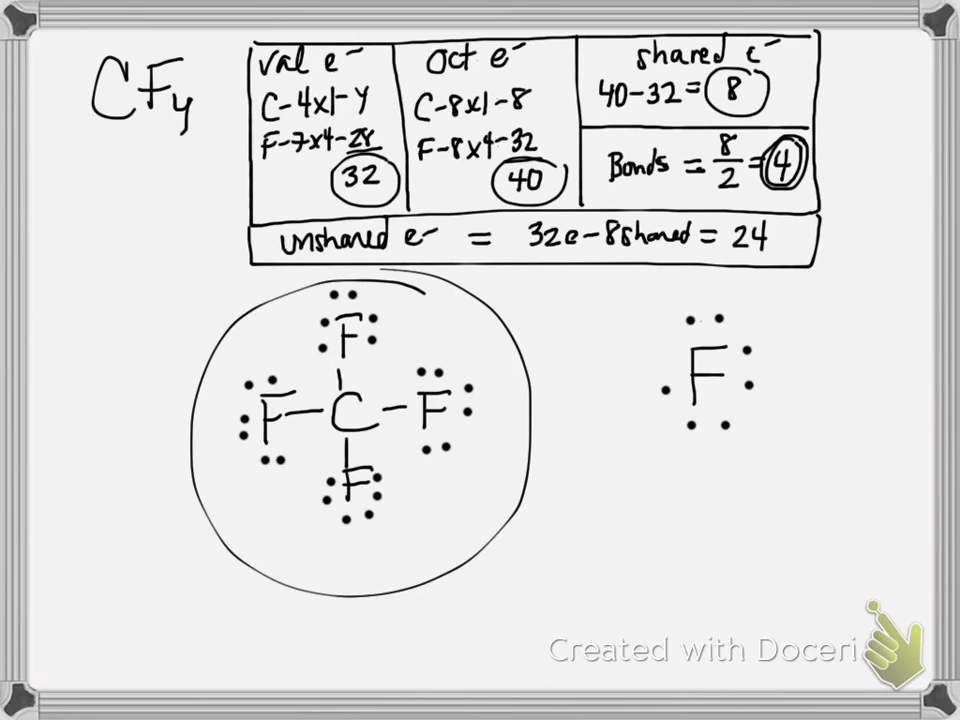 CF4
val e-
C-4x1-4
F-7x4-28
32
Oct e-
C-8x1-8
F-8x4-32
40
shared e-
40-32=8
Bonds = 8/2 = 4
unshared e- = 32e-8shared = 24
F
F-C-F
F
F
Created with Doceri